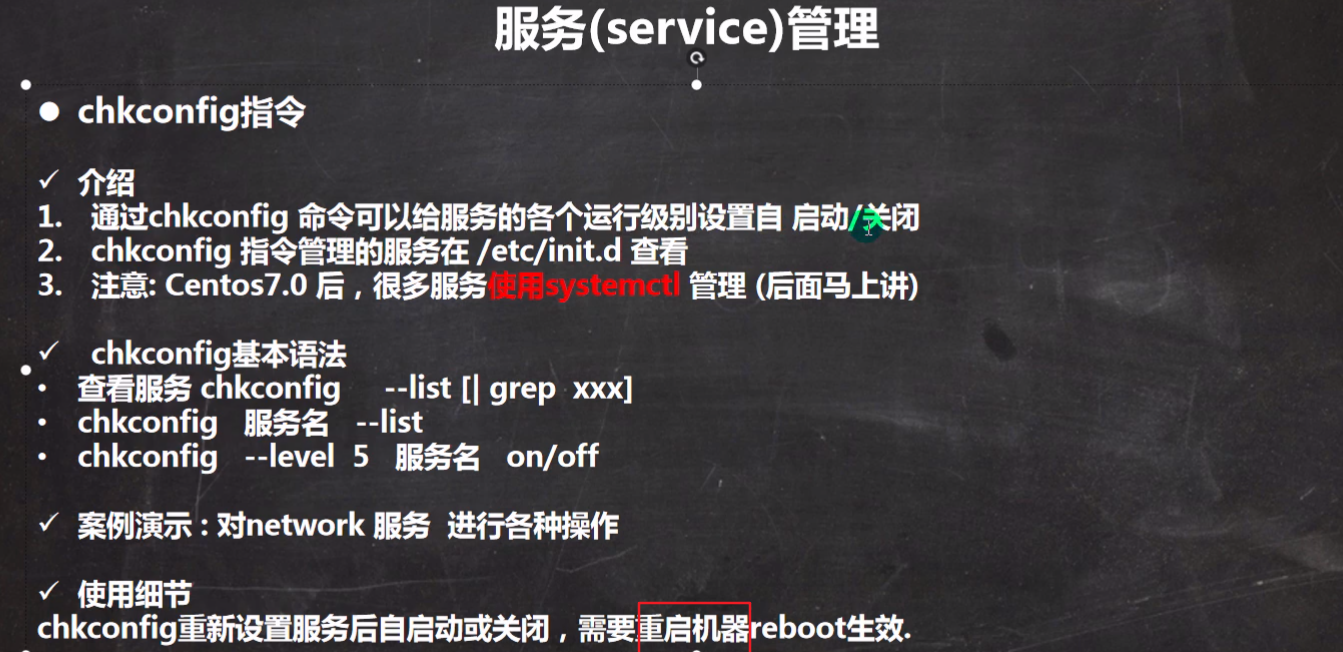 服务(service)管理
● chkconfig指令
✓ 介绍
1. 通过chkconfig 命令可以给服务的各个运行级别设置自 启动/关闭
2. chkconfig 指令管理的服务在 /etc/init.d 查看
3. 注意: Centos7.0 后，很多服务使用systemctl 管理 (后面马上讲)
✓ chkconfig基本语法
• 查看服务 chkconfig --list [| grep xxx]
• chkconfig 服务名 --list
• chkconfig --level 5 服务名 on/off
✓ 案例演示 : 对network 服务 进行各种操作
✓ 使用细节
chkconfig重新设置服务后自启动或关闭，需要重启机器reboot生效.